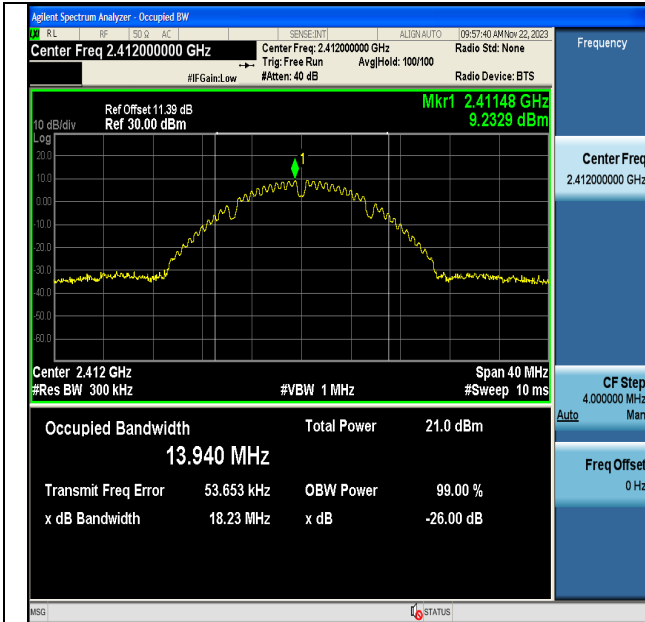 Agilent Spectrum Analyzer - Occupied BW
LXI RL RF 50 Ω AC SENSE:INT ALIGN AUTO 09:57:40 AM Nov 22, 2023
Center Freq 2.412000000 GHz
Center Freq: 2.412000000 GHz
Radio Std: None
Trig: Free Run Avg|Hold: 100/100
#IFGain:Low #Atten: 40 dB Radio Device: BTS
Frequency
Mkr1 2.41148 GHz
9.2329 dBm
Ref Offset 11.39 dB
10 dB/div Ref 30.00 dBm
Log
20.0
10.0
0.00
-10.0
-20.0
-30.0
-40.0
-50.0
-60.0
1
Center 2.412 GHz Span 40 MHz
#Res BW 300 kHz #VBW 1 MHz #Sweep 10 ms
Occupied Bandwidth Total Power 21.0 dBm
13.940 MHz
Transmit Freq Error 53.653 kHz OBW Power 99.00 %
x dB Bandwidth 18.23 MHz x dB -26.00 dB
Center Freq
2.412000000 GHz
CF Step
4.000000 MHz
Auto Man
Freq Offset
0 Hz
MSG STATUS